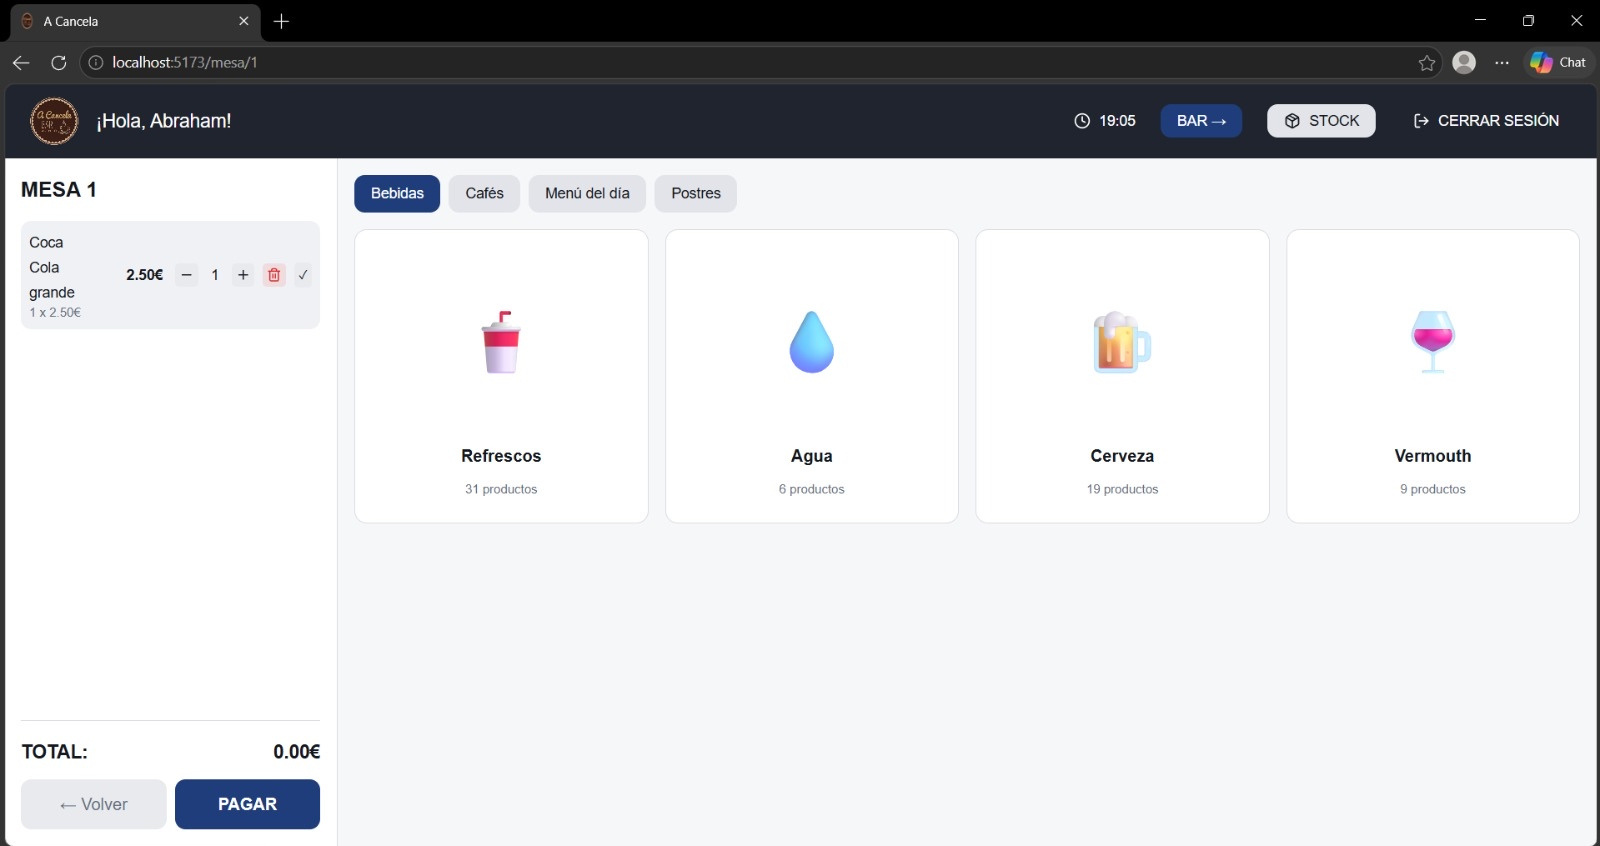 A Cancela
localhost:5173/mesa/1
Chat
A Cancela
¡Hola, Abraham!
19:05
BAR →
STOCK
CERRAR SESIÓN
MESA 1
Coca
Cola
grande
1 x 2.50€
2.50€ − 1 + ✓
TOTAL: 0.00€
← Volver
PAGAR
Bebidas
Cafés
Menú del día
Postres
Refrescos
31 productos
Agua
6 productos
Cerveza
19 productos
Vermouth
9 productos